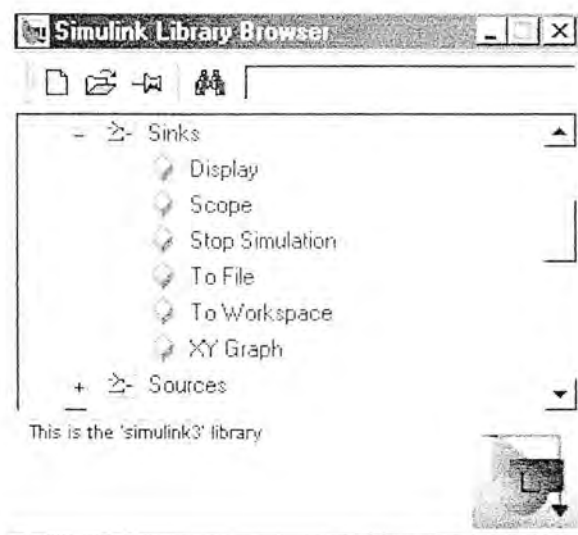 Simulink Library Browser
- Sinks
Display
Scope
Stop Simulation
To File
To Workspace
XY Graph
+ Sources
This is the 'simulink3' library